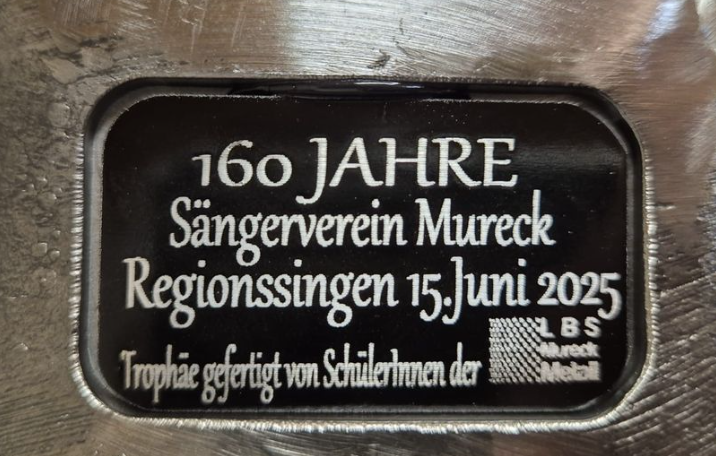 160 JAHRE
Sängerverein Mureck
Regionssingen 15.Juni 2025
Trophäe gefertigt von SchülerInnen der
LBS
Mureck
Metall